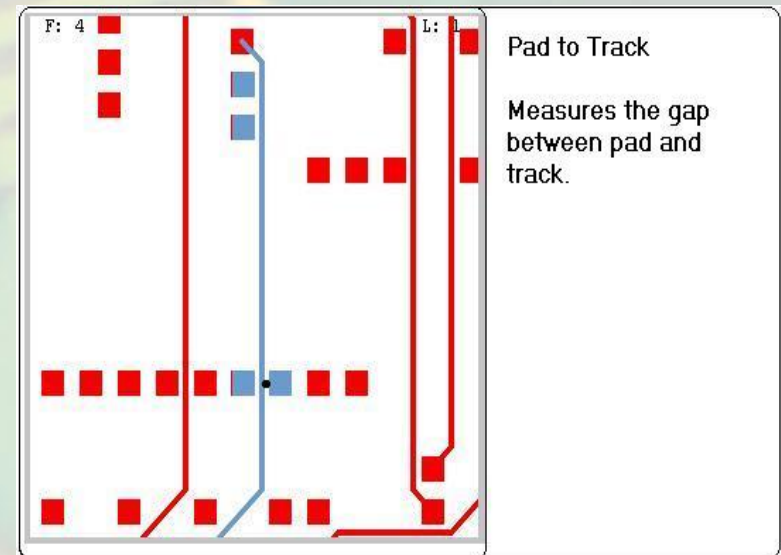 F: 4
L: 1
Pad to Track
Measures the gap
between pad and
track.